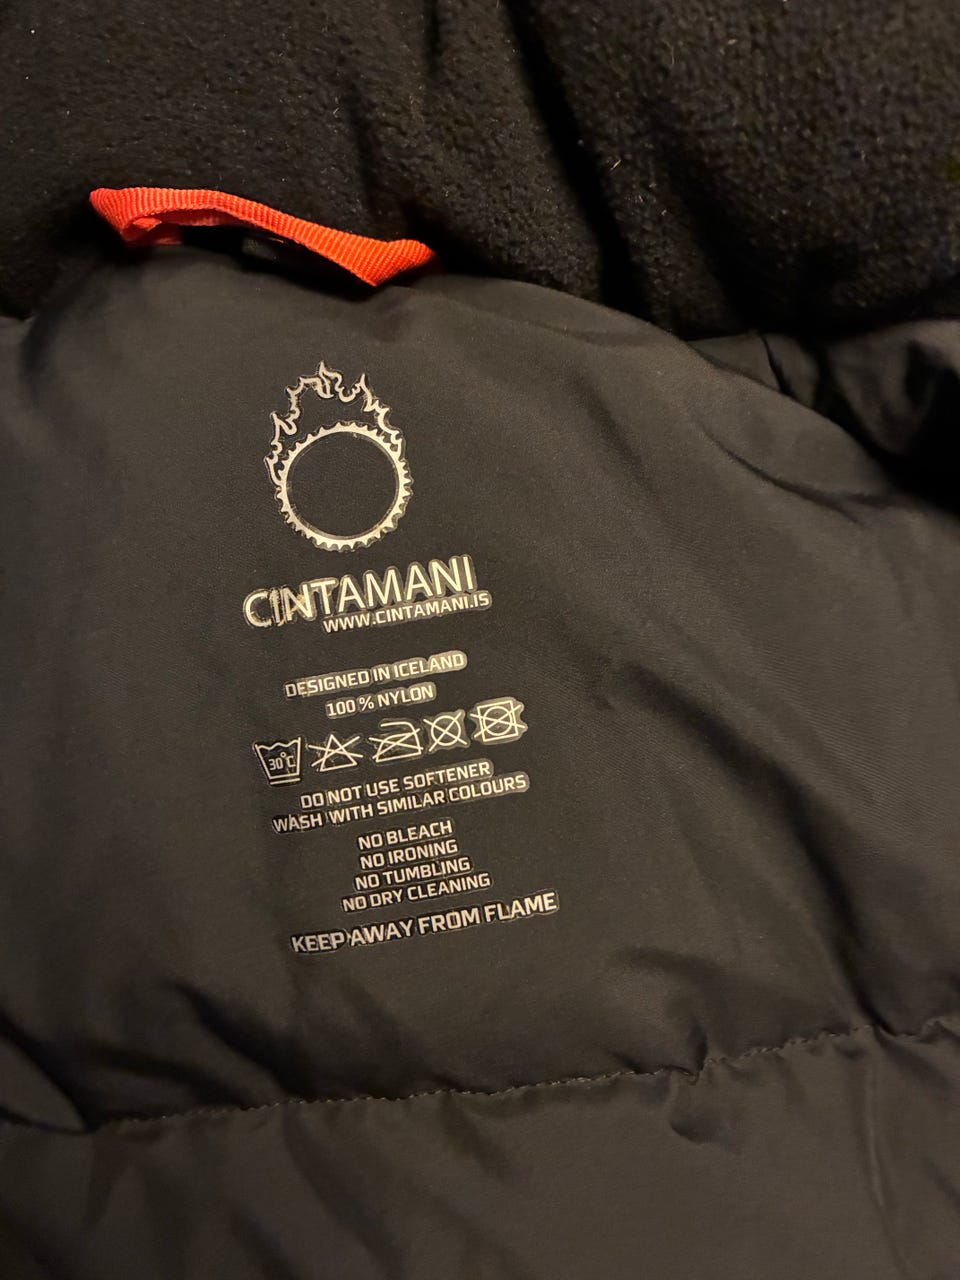 CINTAMANI
WWW.CINTAMANI.IS
DESIGNED IN ICELAND
100 % NYLON
30°C
DO NOT USE SOFTENER
WASH WITH SIMILAR COLOURS
NO BLEACH
NO IRONING
NO TUMBLING
NO DRY CLEANING
KEEP AWAY FROM FLAME